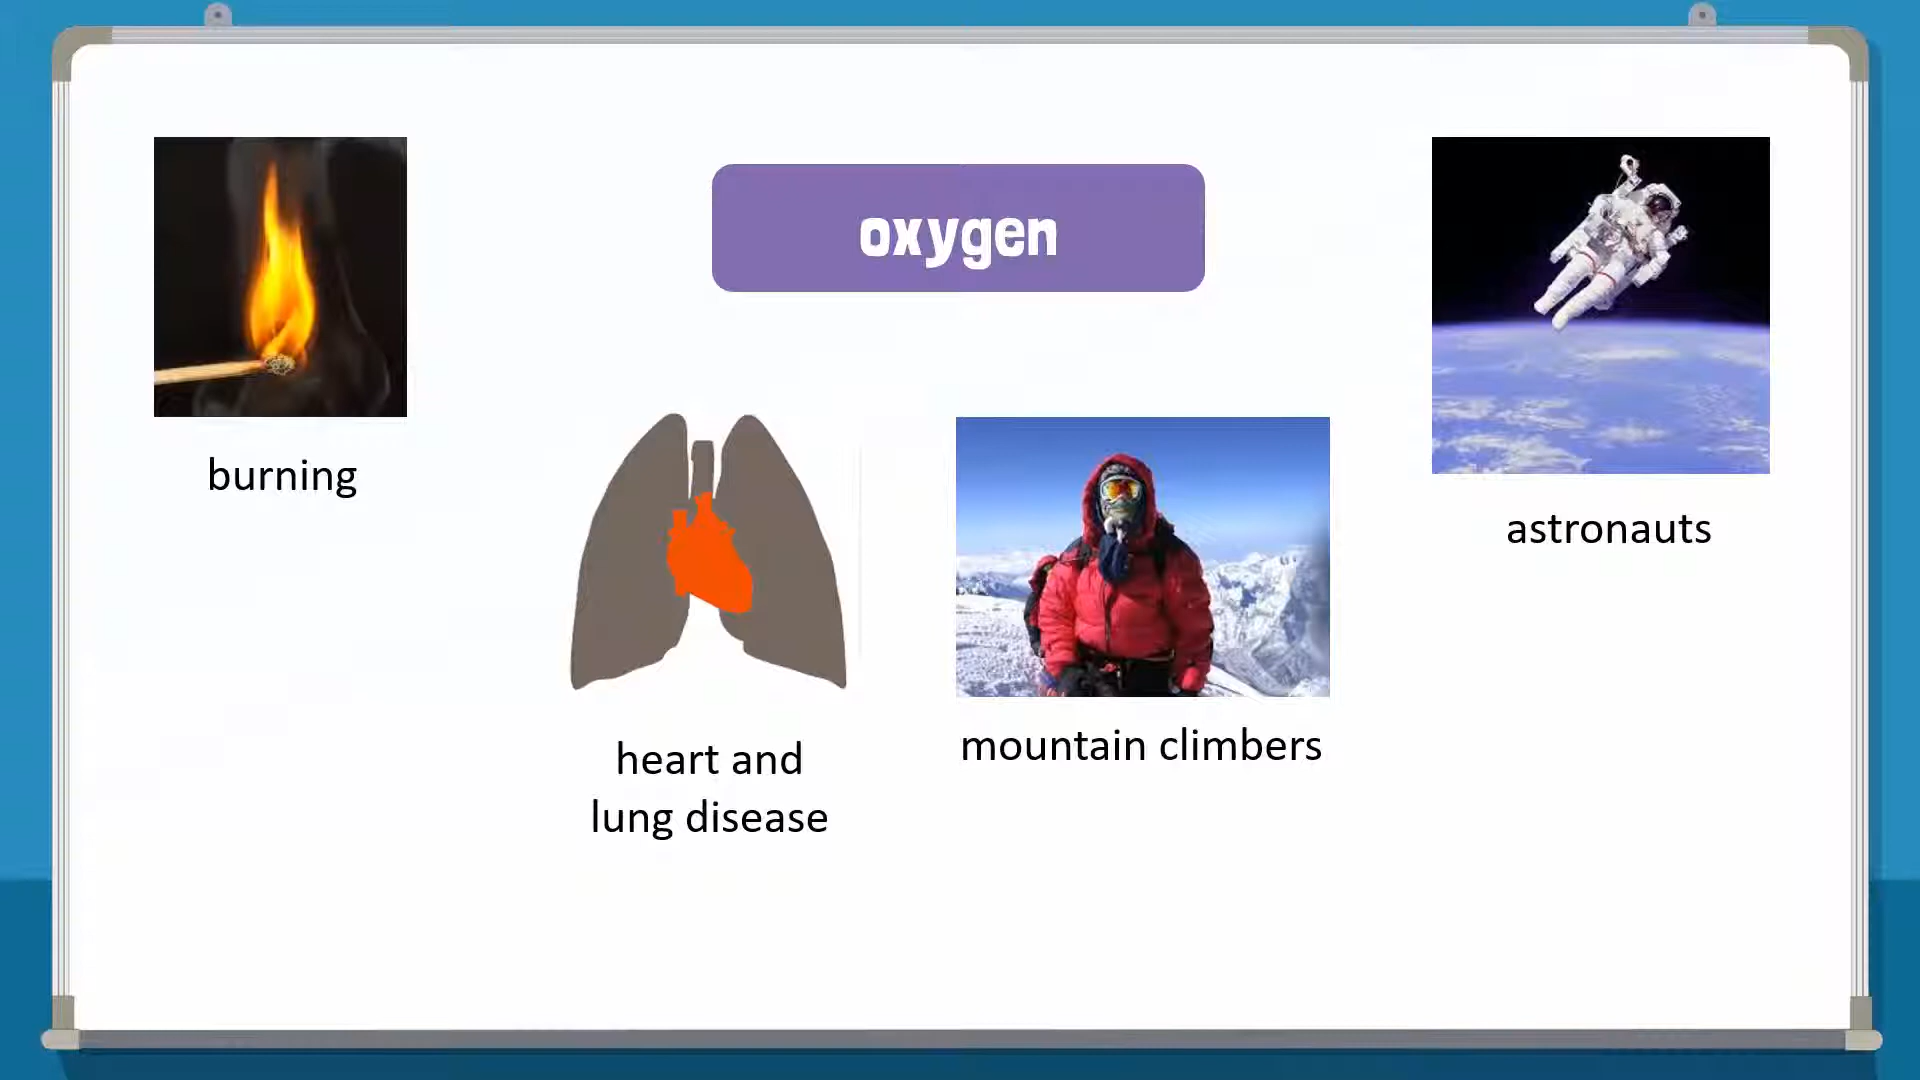 oxygen
burning
heart and
lung disease
mountain climbers
astronauts